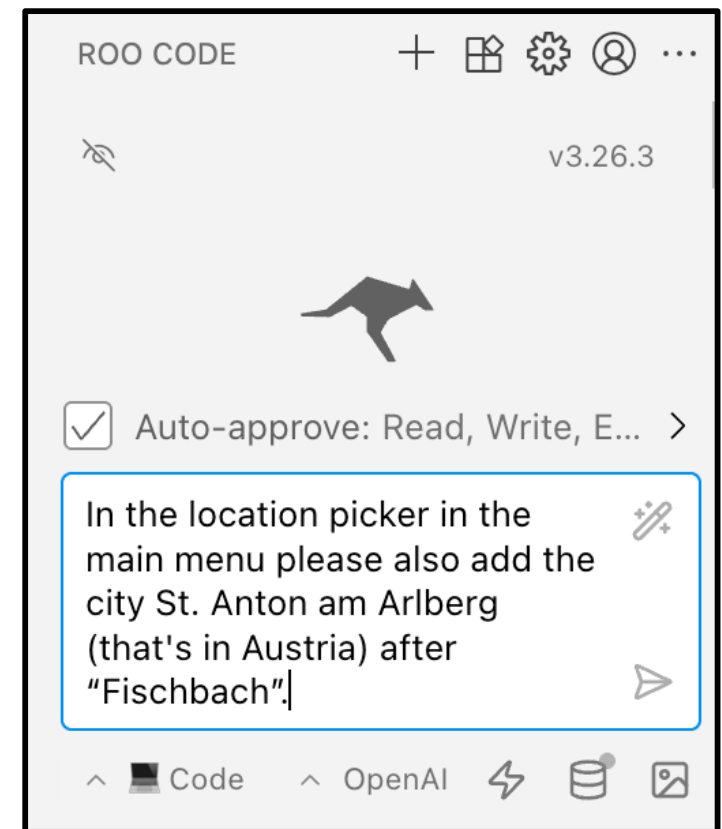 ROO CODE
v3.26.3
Auto-approve: Read, Write, E...
In the location picker in the
main menu please also add the
city St. Anton am Arlberg
(that's in Austria) after
“Fischbach”.
Code OpenAI